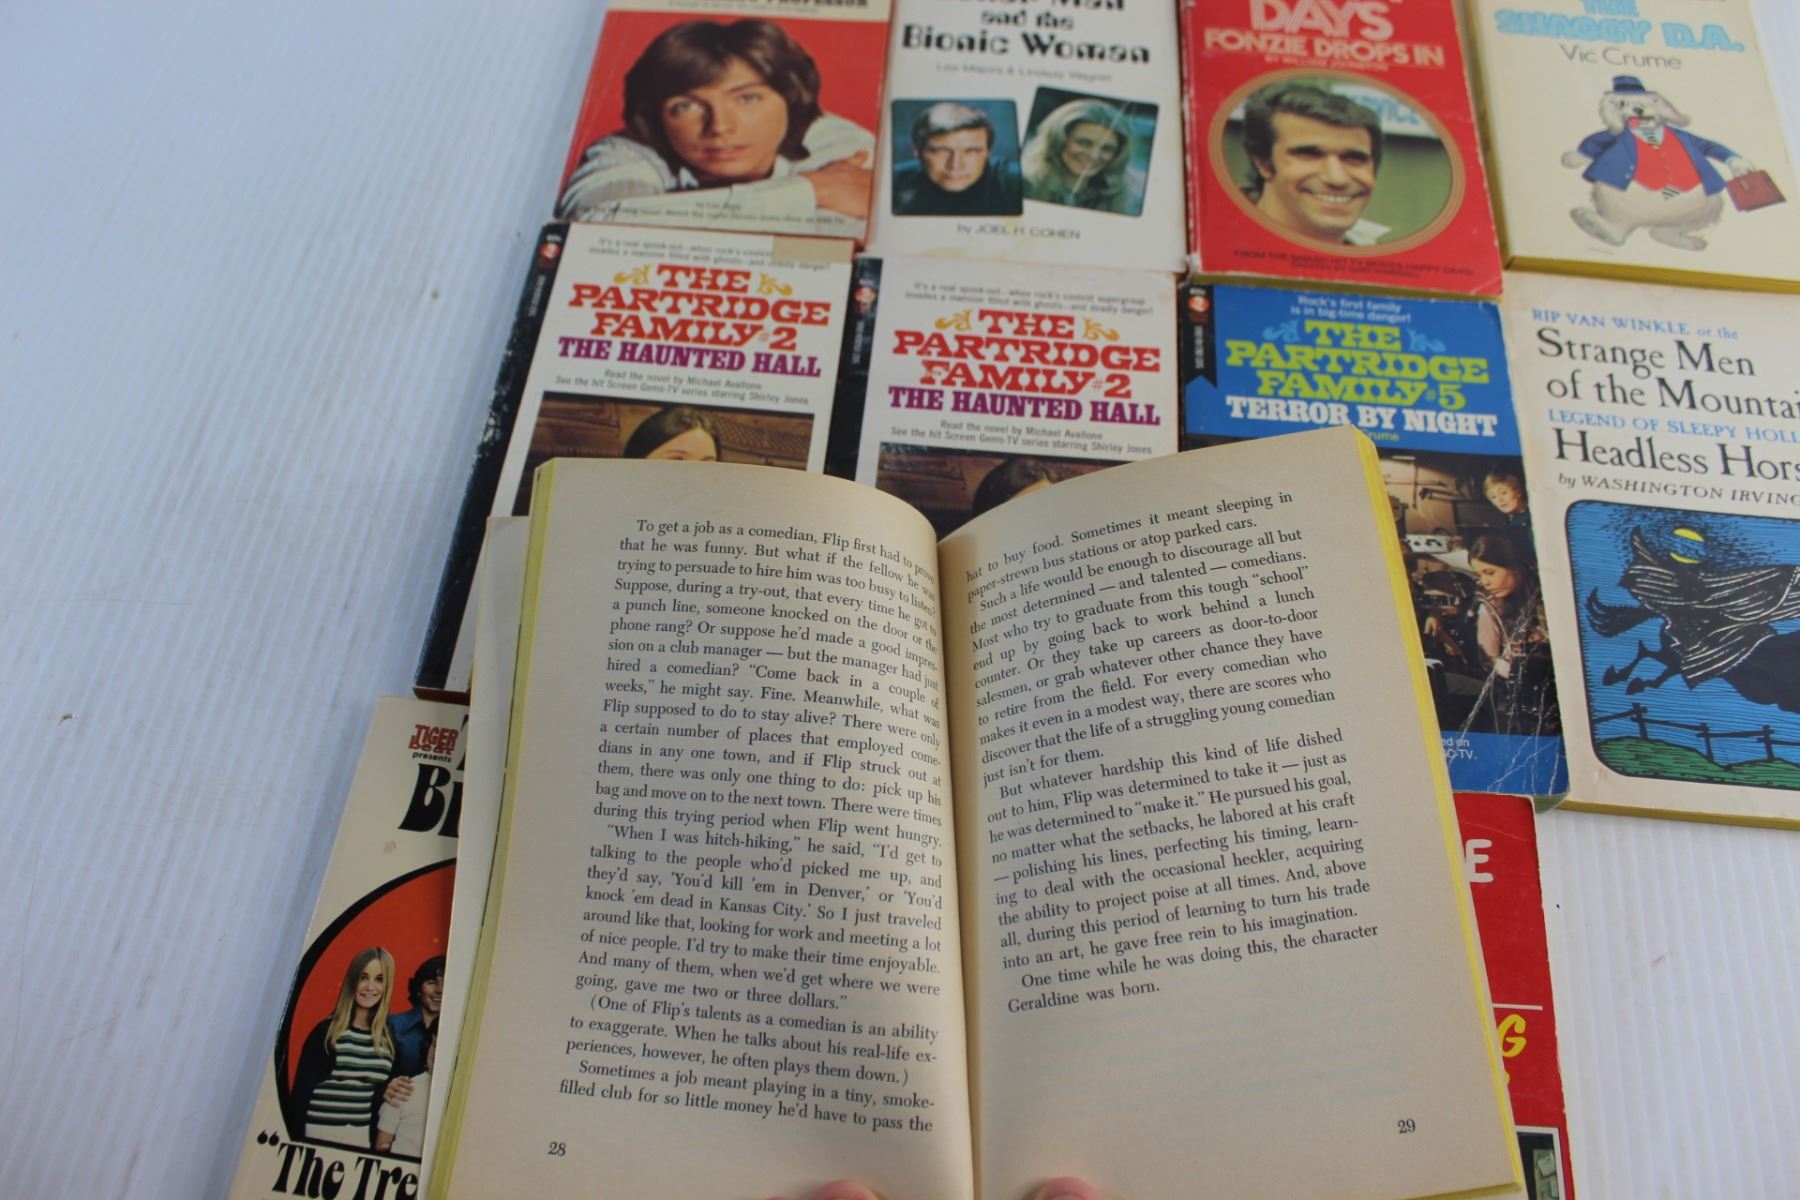 and the
Bionic Woman
Lee Majors & Lindsay Wagner
by JOEL H. COHEN
DAYS
FONZIE DROPS IN
BY WILLIAM JOHNSTON
FROM THE SMASH HIT TV SERIES HAPPY DAYS!
CREATED BY GARRY MARSHALL
THE
SHAGGY D.A.
Vic Crume
It's a real spook-out—when rock's coolest
invades a mansion filled with ghosts—and deadly danger!
THE
PARTRIDGE
FAMILY #2
THE HAUNTED HALL
Read the novel by Michael Avallone
See the hit Screen Gems-TV series starring Shirley Jones
It's a real spook-out—when rock's coolest supergroup
invades a mansion filled with ghosts—and deadly danger!
THE
PARTRIDGE
FAMILY #2
THE HAUNTED HALL
Read the novel by Michael Avallone
See the hit Screen Gems-TV series starring Shirley Jones
Rock's first family
is in big-time danger!
THE
PARTRIDGE
FAMILY #5
TERROR BY NIGHT
RIP VAN WINKLE or the
Strange Men
of the Mountai
LEGEND OF SLEEPY HOLL
Headless Hors
by WASHINGTON IRVING
TIGER
BEAT
presents
"The Tre
To get a job as a comedian, Flip first had to prove
that he was funny. But what if the fellow he was
trying to persuade to hire him was too busy to listen?
Suppose, during a try-out, that every time he got to
a punch line, someone knocked on the door or the
phone rang? Or suppose he'd made a good impres-
sion on a club manager — but the manager had just
hired a comedian? "Come back in a couple of
weeks," he might say. Fine. Meanwhile, what was
Flip supposed to do to stay alive? There were only
a certain number of places that employed come-
dians in any one town, and if Flip struck out at
them, there was only one thing to do: pick up his
bag and move on to the next town. There were times
during this trying period when Flip went hungry.
"When I was hitch-hiking," he said, "I'd get to
talking to the people who'd picked me up, and
they'd say, 'You'd kill 'em in Denver,' or 'You'd
knock 'em dead in Kansas City.' So I just traveled
around like that, looking for work and meeting a lot
of nice people. I'd try to make their time enjoyable.
And many of them, when we'd get where we were
going, gave me two or three dollars."
(One of Flip's talents as a comedian is an ability
to exaggerate. When he talks about his real-life ex-
periences, however, he often plays them down.)
Sometimes a job meant playing in a tiny, smoke-
filled club for so little money he'd have to pass the
28
hat to buy food. Sometimes it meant sleeping in
paper-strewn bus stations or atop parked cars.
Such a life would be enough to discourage all but
the most determined — and talented — comedians.
Most who try to graduate from this tough "school"
end up by going back to work behind a lunch
counter. Or they take up careers as door-to-door
salesmen, or grab whatever other chance they have
to retire from the field. For every comedian who
makes it even in a modest way, there are scores who
discover that the life of a struggling young comedian
just isn't for them.
But whatever hardship this kind of life dished
out to him, Flip was determined to take it — just as
he was determined to "make it." He pursued his goal,
no matter what the setbacks, he labored at his craft
— polishing his lines, perfecting his timing, learn-
ing to deal with the occasional heckler, acquiring
the ability to project poise at all times. And, above
all, during this period of learning to turn his trade
into an art, he gave free rein to his imagination.
One time while he was doing this, the character
Geraldine was born.
29